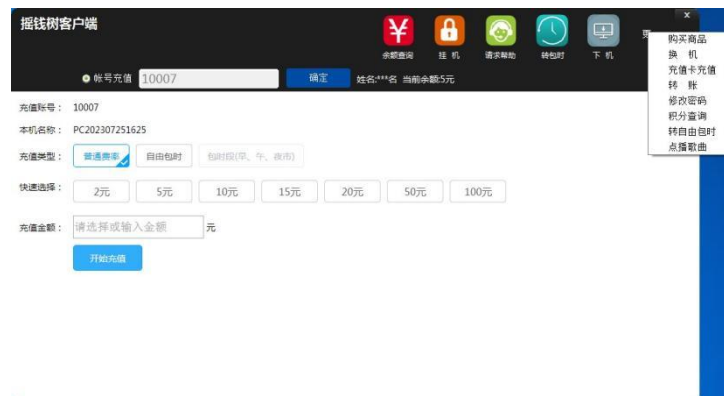 摇钱树客户端
x
余额查询 挂 机 请求帮助 转包时 下 机
购买商品
换 机
充值卡充值
转 账
修改密码
积分查询
转自由包时
点播歌曲
帐号充值 10007 确定 姓名:***名 当前余额:5元
充值账号： 10007
本机名称： PC202307251625
充值类型： 普通费率 自由包时 包时段(早、午、夜市)
快速选择： 2元 5元 10元 15元 20元 50元 100元
充值金额： 请选择或输入金额 元
开始充值